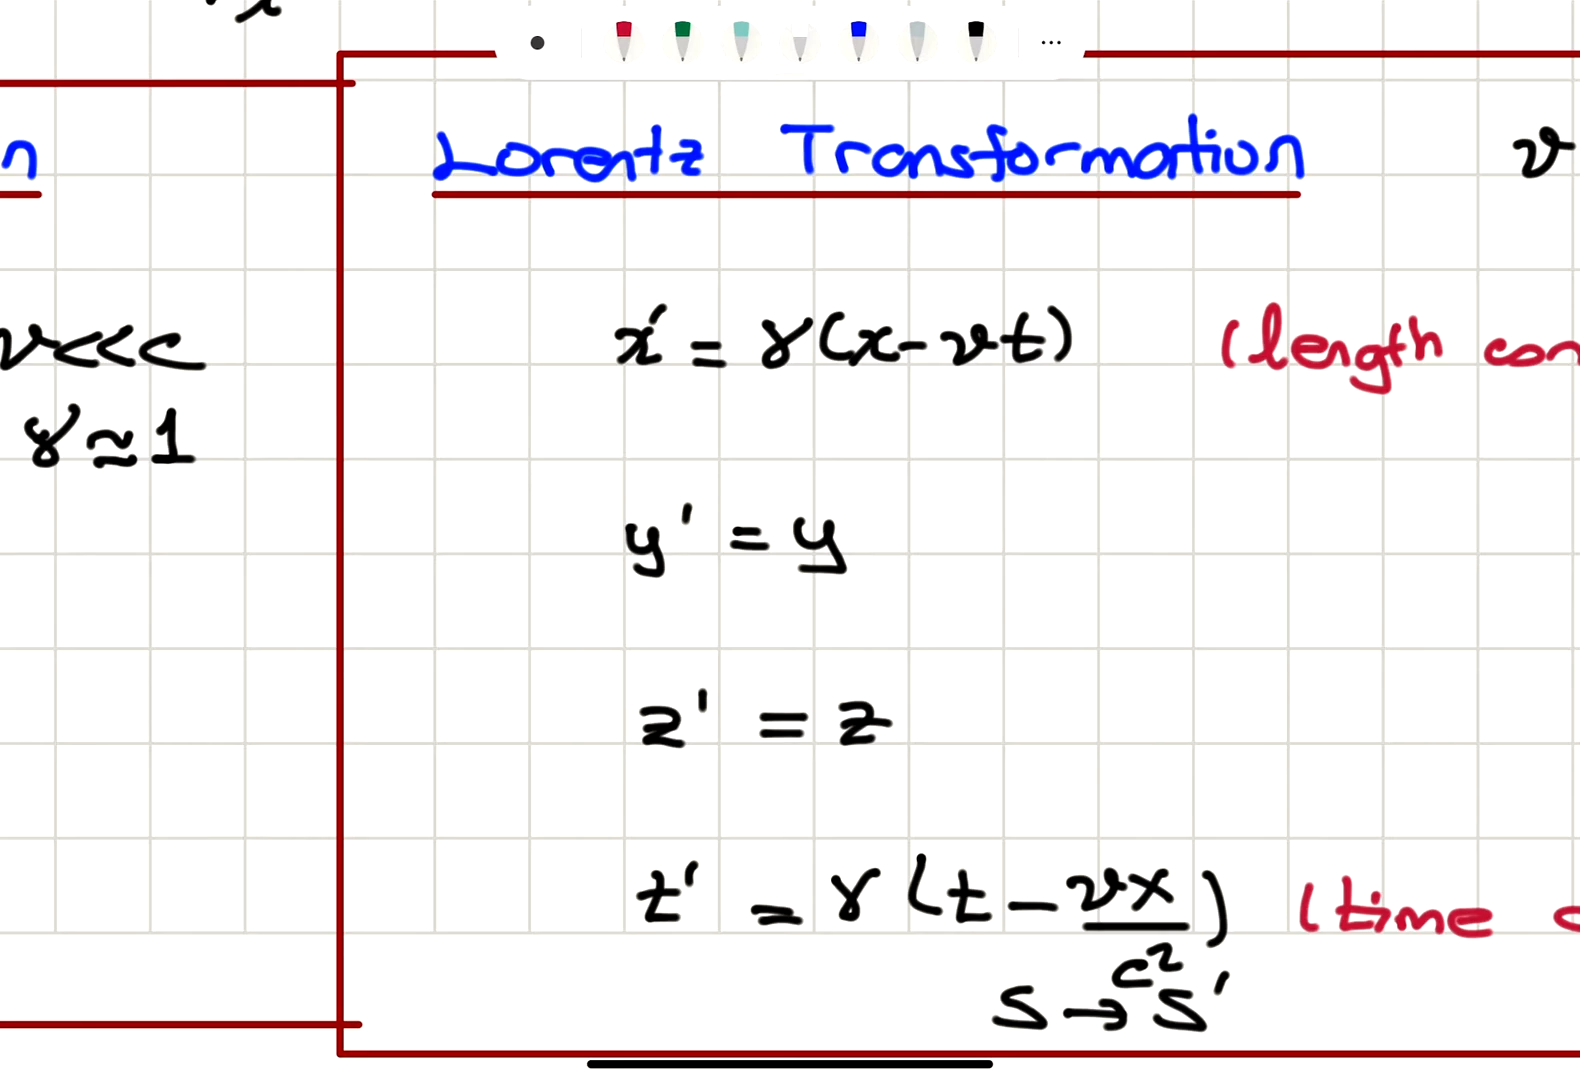 n
v<<c
γ≃1
Lorentz Transformation v
x′ = γ(x-vt) (length con
y' = y
z' = z
t' = γ(t - vx/c²) (time
S → S'